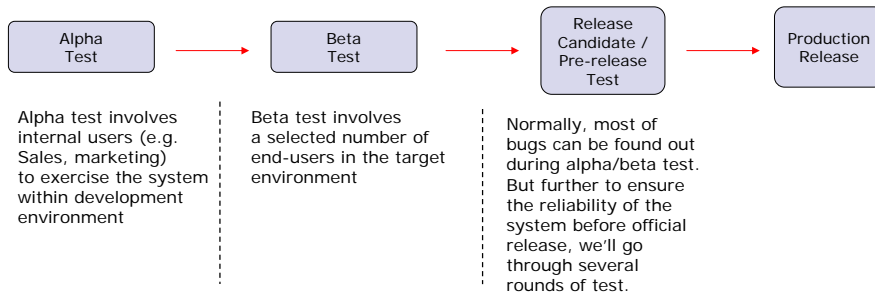 Alpha
Test
Beta
Test
Release
Candidate /
Pre-release
Test
Production
Release
Alpha test involves
internal users (e.g.
Sales, marketing)
to exercise the system
within development
environment
Beta test involves
a selected number of
end-users in the target
environment
Normally, most of
bugs can be found out
during alpha/beta test.
But further to ensure
the reliability of the
system before official
release, we'll go
through several
rounds of test.